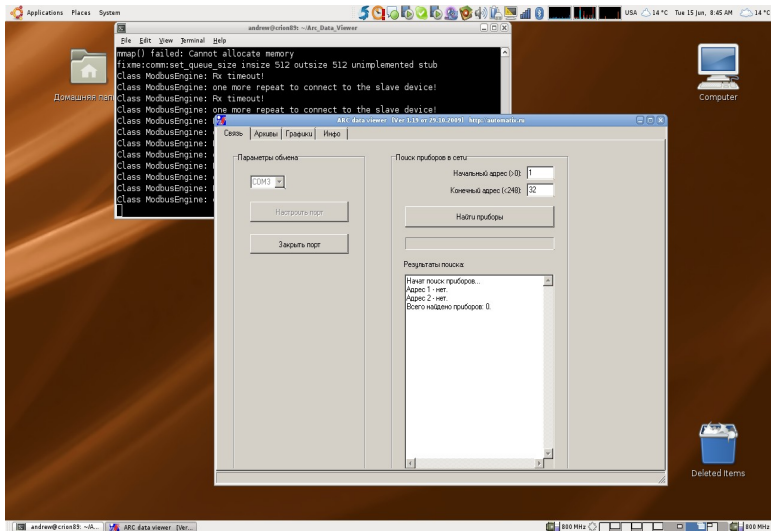 Applications Places System
USA 14 °C Tue 15 Jun, 8:45 AM 14 °C
andrew@crion89: ~/Arc_Data_Viewer
File Edit View Terminal Help
mmap() failed: Cannot allocate memory
fixme:comm:set_queue_size insize 512 outsize 512 unimplemented stub
Class ModbusEngine: Rx timeout!
Class ModbusEngine: one more repeat to connect to the slave device!
Class ModbusEngine: Rx timeout!
Class ModbusEngine: one more repeat to connect to the slave device!
Class ModbusEngine:
Class ModbusEngine:
Class ModbusEngine:
Class ModbusEngine:
Class ModbusEngine:
Class ModbusEngine:
Class ModbusEngine:
Class ModbusEngine:
Домашняя пап
Computer
ARC data viewer [Ver 1.19 от 29.10.2009]
Связь Архивы Графики Инфо
Параметры обмена
COM3
Настроить порт
Закрыть порт
Поиск приборов в сети
Начальный адрес (>0): 1
Конечный адрес (<248): 32
Найти приборы
Результаты поиска:
Начат поиск приборов...
Адрес 1 - нет.
Адрес 2 - нет.
Всего найдено приборов: 0.
Deleted Items
andrew@crion89: ~/A...
ARC data viewer [Ver...
800 MHz
800 MHz